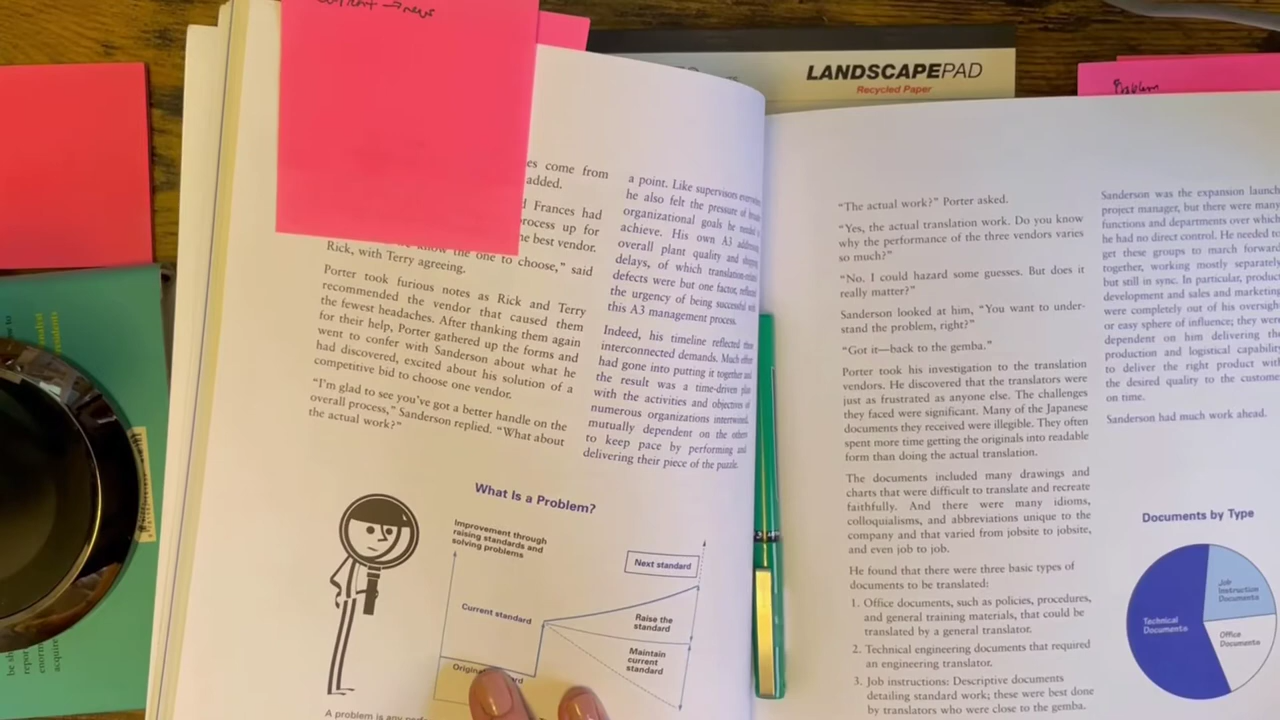 → news
LANDSCAPEPAD
Recycled Paper
Problem
es come from
added.
Frances had
process up for
he best vendor.
know the one to choose,” said
Rick, with Terry agreeing.
Porter took furious notes as Rick and Terry
recommended the vendor that caused them
the fewest headaches. After thanking them again
for their help, Porter gathered up the forms and
went to confer with Sanderson about what he
had discovered, excited about his solution of a
competitive bid to choose one vendor.
“I’m glad to see you’ve got a better handle on the
overall process,” Sanderson replied. “What about
the actual work?”
a point. Like supervisors
he also felt the pressure of
organizational goals he needed to
achieve. His own A3
overall plant quality and
delays, of which
defects were but one factor,
the urgency of being successful with
this A3 management process.
Indeed, his timeline reflected
interconnected demands. Much
had gone into putting it together and
the result was a time-driven plan
with the activities and objectives of
numerous organizations intertwined,
mutually dependent on the others
to keep pace by performing and
delivering their piece of the puzzle.
What Is a Problem?
Improvement through
raising standards and
solving problems
Next standard
Current standard
Raise the
standard
Maintain
current
standard
A problem is any
“The actual work?” Porter asked.
“Yes, the actual translation work. Do you know
why the performance of the three vendors varies
so much?”
“No. I could hazard some guesses. But does it
really matter?”
Sanderson looked at him, “You want to under-
stand the problem, right?”
“Got it—back to the gemba.”
Porter took his investigation to the translation
vendors. He discovered that the translators were
just as frustrated as anyone else. The challenges
they faced were significant. Many of the Japanese
documents they received were illegible. They often
spent more time getting the originals into readable
form than doing the actual translation.
The documents included many drawings and
charts that were difficult to translate and recreate
faithfully. And there were many idioms,
colloquialisms, and abbreviations unique to the
company and that varied from jobsite to jobsite,
and even job to job.
He found that there were three basic types of
documents to be translated:
1. Office documents, such as policies, procedures,
and general training materials, that could be
translated by a general translator.
2. Technical engineering documents that required
an engineering translator.
3. Job instructions: Descriptive documents
detailing standard work; these were best done
by translators who were close to the gemba.
Sanderson was the expansion launch
project manager, but there were many
functions and departments over which
he had no direct control. He needed to
get these groups to march forward
together, working mostly separately
but still in sync. In particular, product
development and sales and marketing
were completely out of his oversight
or easy sphere of influence; they were
dependent on him delivering the
production and logistical capability
to deliver the right product with
the desired quality to the customer
on time.
Sanderson had much work ahead.
Documents by Type
Job
Instruction
Documents
Technical
Documents
Office
Documents